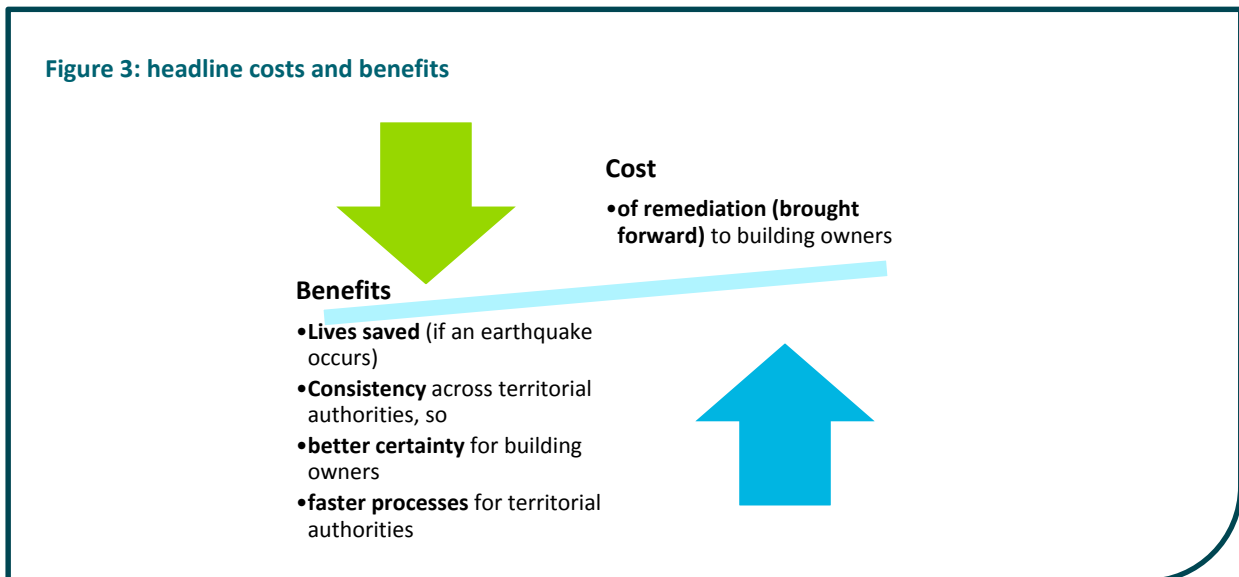 Figure 3: headline costs and benefits
Cost
•of remediation (brought
forward) to building owners
Benefits
•Lives saved (if an earthquake
occurs)
•Consistency across territorial
authorities, so
•better certainty for building
owners
•faster processes for territorial
authorities